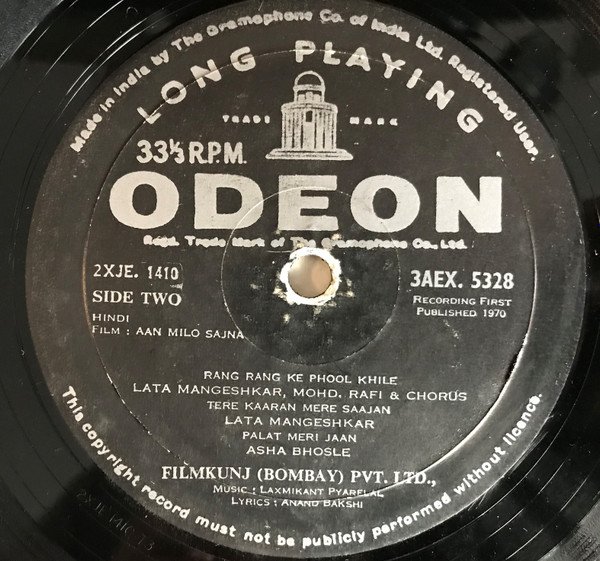 Made in India by The Gramophone Co. of India Ltd. Registered User.
LONG PLAYING
TRADE MARK
33⅓ R.P.M.
ODEON
Regd. Trade Mark of The Gramophone Co., Ltd.
2XJE. 1410
3AEX. 5328
SIDE TWO
RECORDING FIRST
PUBLISHED 1970
HINDI
FILM : AAN MILO SAJNA
RANG RANG KE PHOOL KHILE
LATA MANGESHKAR, MOHD. RAFI & CHORUS
TERE KAARAN MERE SAAJAN
LATA MANGESHKAR
PALAT MERI JAAN
ASHA BHOSLE
FILMKUNJ (BOMBAY) PVT. LTD.,
MUSIC : LAXMIKANT PYARELAL
LYRICS : ANAND BAKSHI
This copyright record must not be publicly performed without licence.